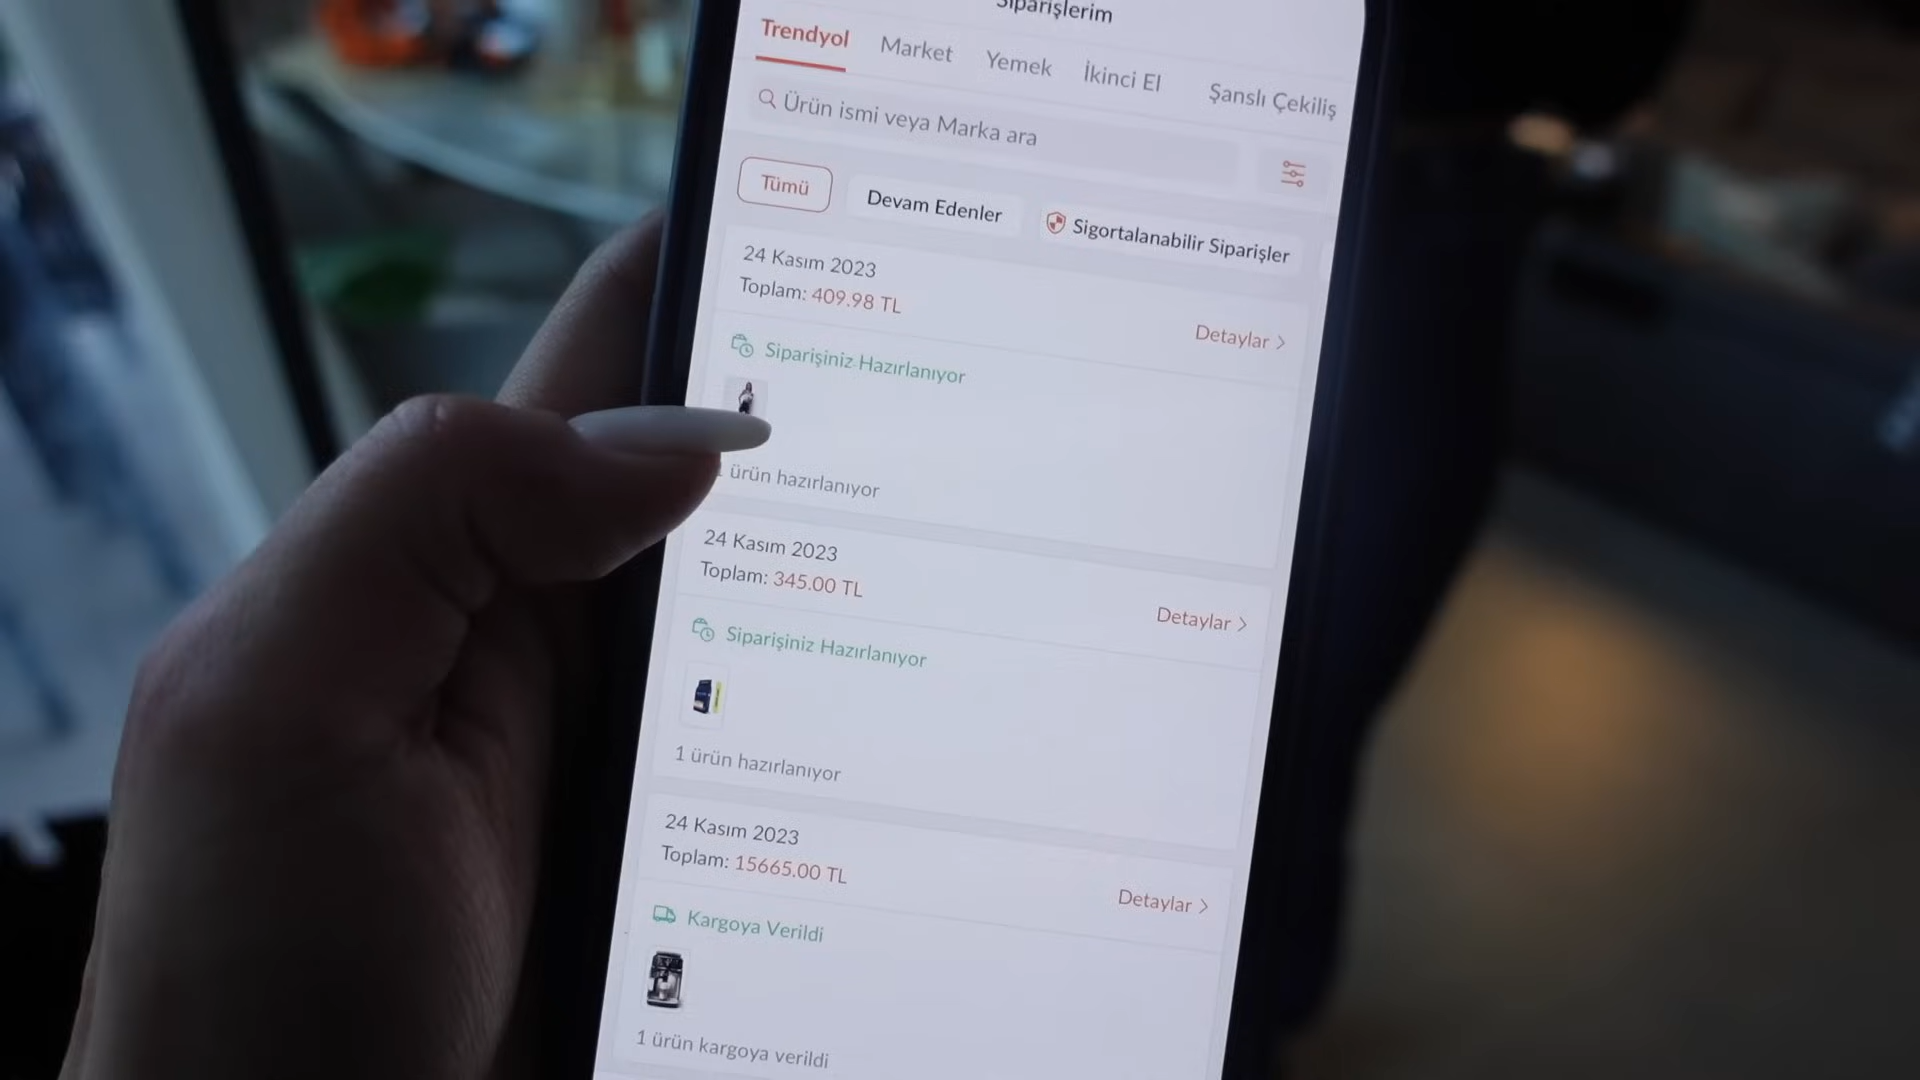 Siparişlerim
Trendyol Market Yemek İkinci El Şanslı Çekiliş
Ürün ismi veya Marka ara
Tümü Devam Edenler Sigortalanabilir Siparişler
24 Kasım 2023
Toplam: 409.98 TL
Detaylar >
Siparişiniz Hazırlanıyor
1 ürün hazırlanıyor
24 Kasım 2023
Toplam: 345.00 TL
Detaylar >
Siparişiniz Hazırlanıyor
1 ürün hazırlanıyor
24 Kasım 2023
Toplam: 15665.00 TL
Detaylar >
Kargoya Verildi
1 ürün kargoya verildi